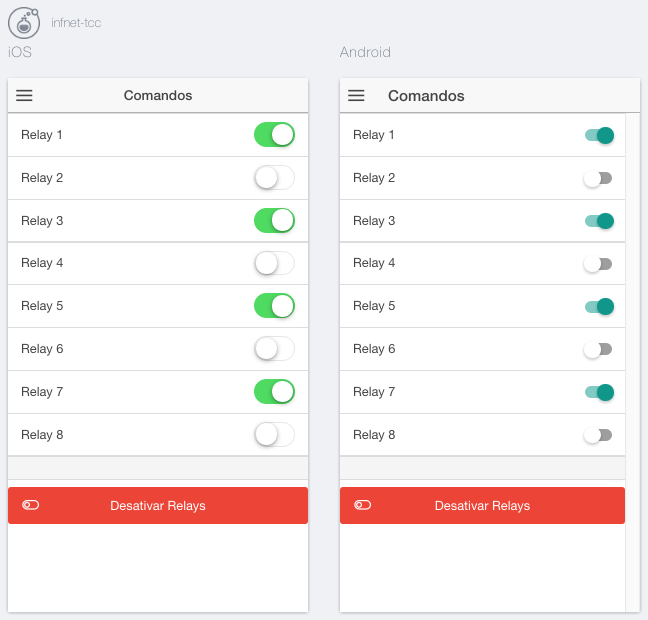 infnet-tcc
iOS
Comandos
Relay 1
Relay 2
Relay 3
Relay 4
Relay 5
Relay 6
Relay 7
Relay 8
Desativar Relays
Android
Comandos
Relay 1
Relay 2
Relay 3
Relay 4
Relay 5
Relay 6
Relay 7
Relay 8
Desativar Relays